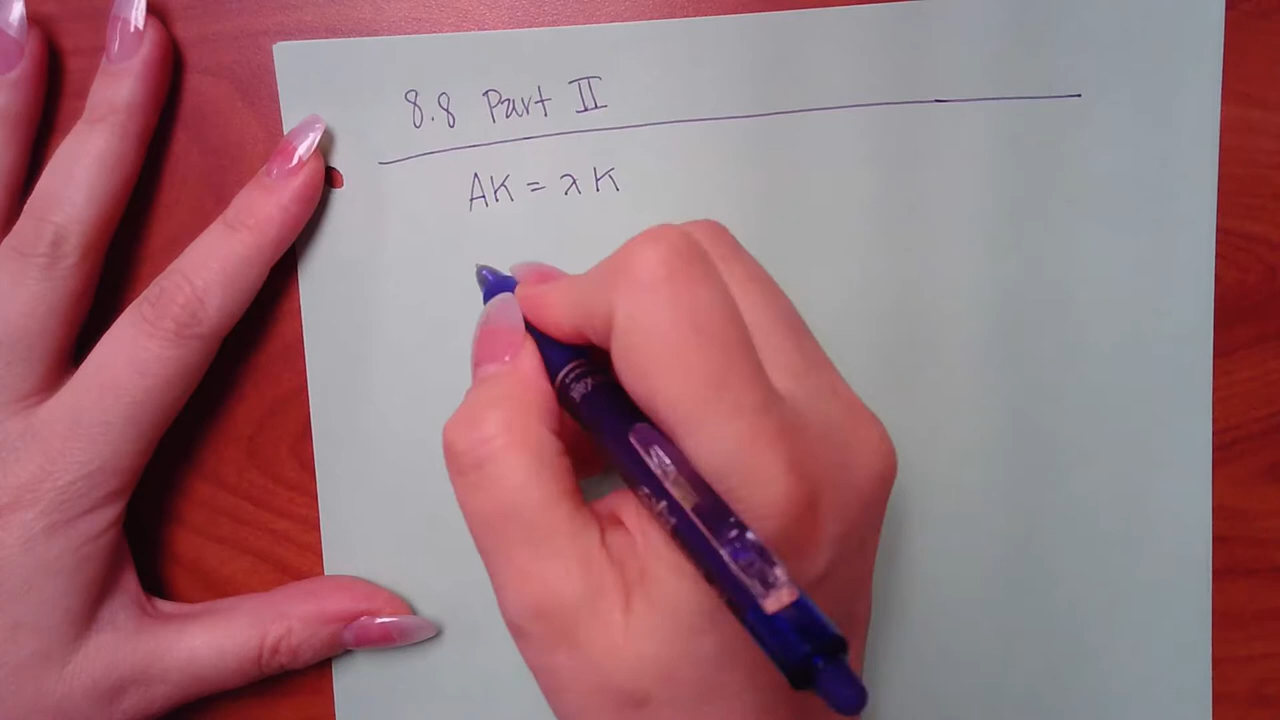 8.8 Part II
AK = λK